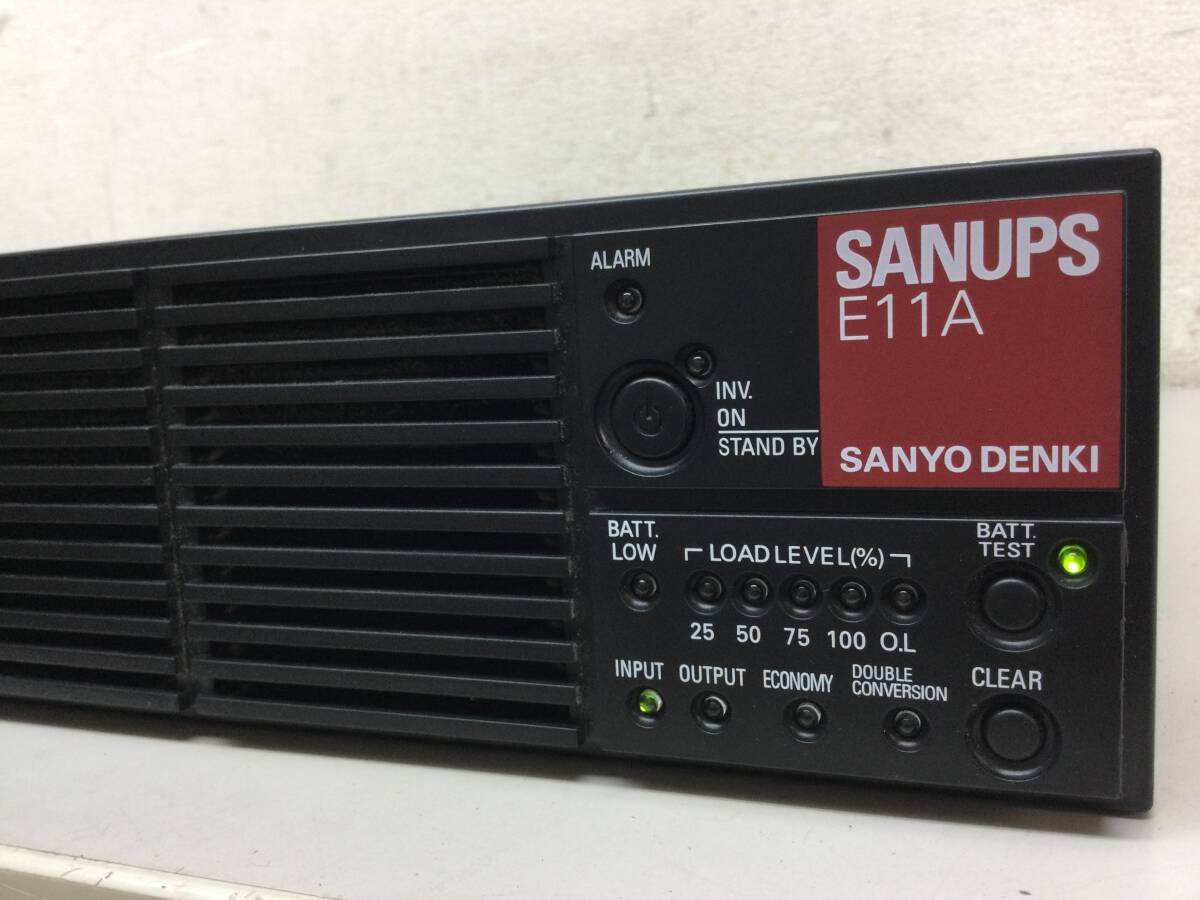 ALARM
INV.
ON
STAND BY
SANUPS
E11A
SANYO DENKI
BATT.
LOW
LOAD LEVEL(%)
25 50 75 100 O.L
BATT.
TEST
INPUT OUTPUT ECONOMY DOUBLE
CONVERSION
CLEAR